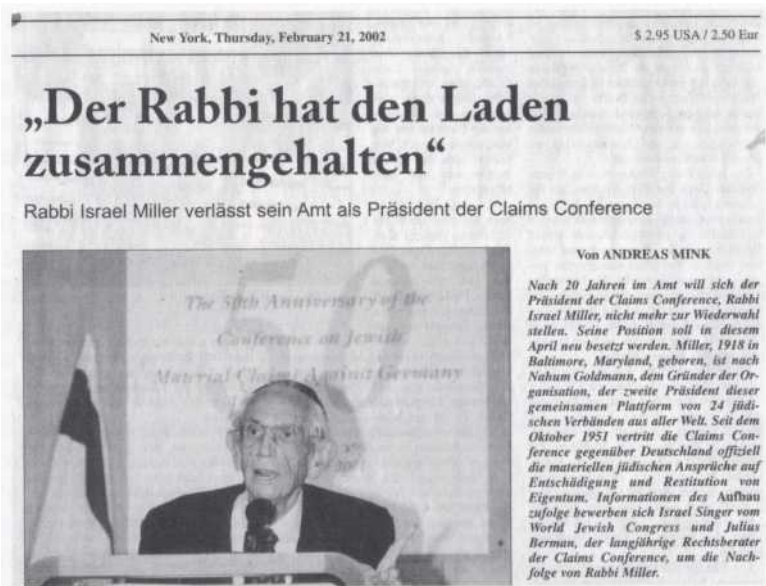 New York, Thursday, February 21, 2002
$ 2.95 USA / 2.50 Eur
„Der Rabbi hat den Laden
zusammengehalten“
Rabbi Israel Miller verlässt sein Amt als Präsident der Claims Conference
50
The 50th Anniversary of the
Conference on Jewish
Material Claims Against Germany
Von ANDREAS MINK
Nach 20 Jahren im Amt will sich der
Präsident der Claims Conference, Rabbi
Israel Miller, nicht mehr zur Wiederwahl
stellen. Seine Position soll in diesem
April neu besetzt werden. Miller, 1918 in
Baltimore, Maryland, geboren, ist nach
Nahum Goldmann, dem Gründer der Or-
ganisation, der zweite Präsident dieser
gemeinsamen Plattform von 24 jüdi-
schen Verbänden aus aller Welt. Seit dem
Oktober 1951 vertritt die Claims Con-
ference gegenüber Deutschland offiziell
die materiellen jüdischen Ansprüche auf
Entschädigung und Restitution von
Eigentum. Informationen des Aufbau
zufolge bewerben sich Israel Singer vom
World Jewish Congress und Julius
Berman, der langjährige Rechtsberater
der Claims Conference, um die Nach-
folge von Rabbi Miller.